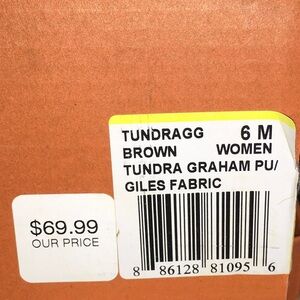 TUNDRAGG 6 M
BROWN WOMEN
TUNDRA GRAHAM PU/
GILES FABRIC
$69.99
OUR PRICE
8 86128 81095 6